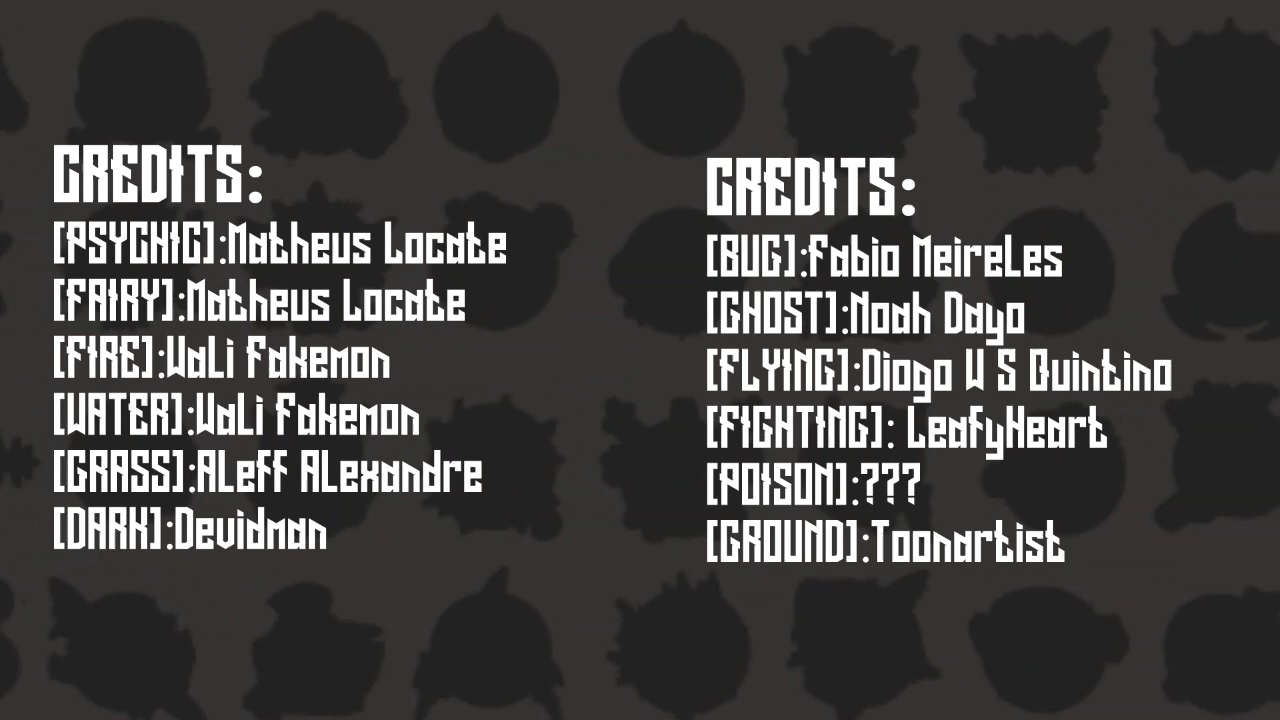 CREDITS:
[PSYCHIC]:Matheus Locate
[FAIRY]:Matheus Locate
[FIRE]:Wali Fakemon
[WATER]:Wali Fakemon
[GRASS]:Aleff Alexandre
[DARK]:Devidman
CREDITS:
[BUG]:Fabio Meireles
[GHOST]:Noah Dayo
[FLYING]:Diogo W S Quintino
[FIGHTING]: LeafyHeart
[POISON]:???
[GROUND]:Toonartist